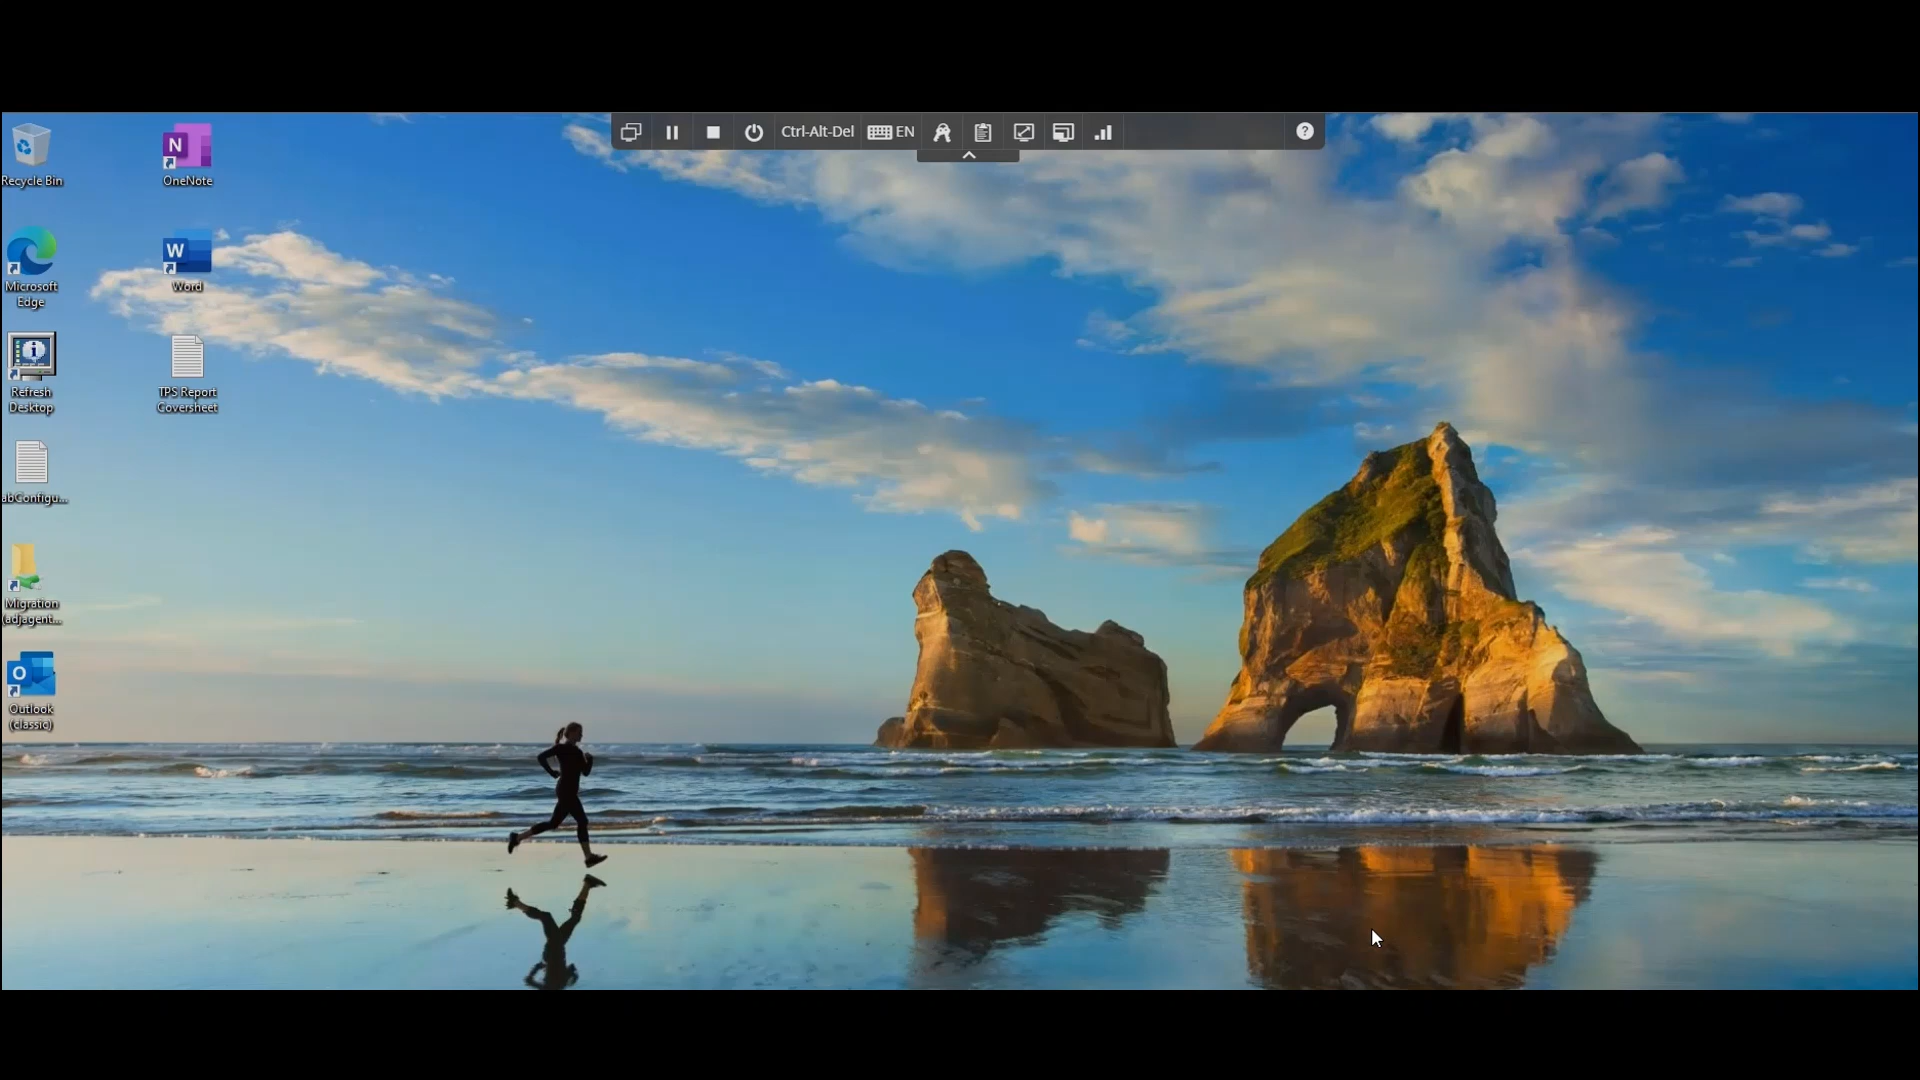 Ctrl-Alt-Del
EN
Recycle Bin
OneNote
Microsoft
Edge
Word
Refresh
Desktop
TPS Report
Coversheet
abConfigu...
Migration
(adjagent...
Outlook
(classic)